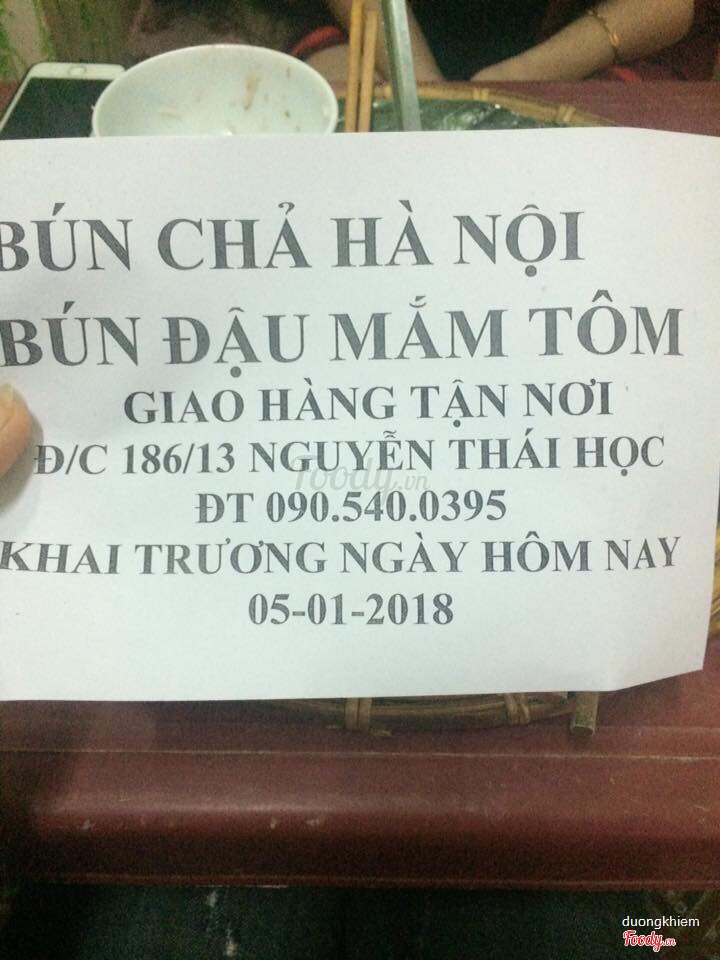 BÚN CHẢ HÀ NỘI
BÚN ĐẬU MẮM TÔM
GIAO HÀNG TẬN NƠI
Đ/C 186/13 NGUYỄN THÁI HỌC
Foody.vn
ĐT 090.540.0395
KHAI TRƯƠNG NGÀY HÔM NAY
05-01-2018
duongkhiem
Foody.vn